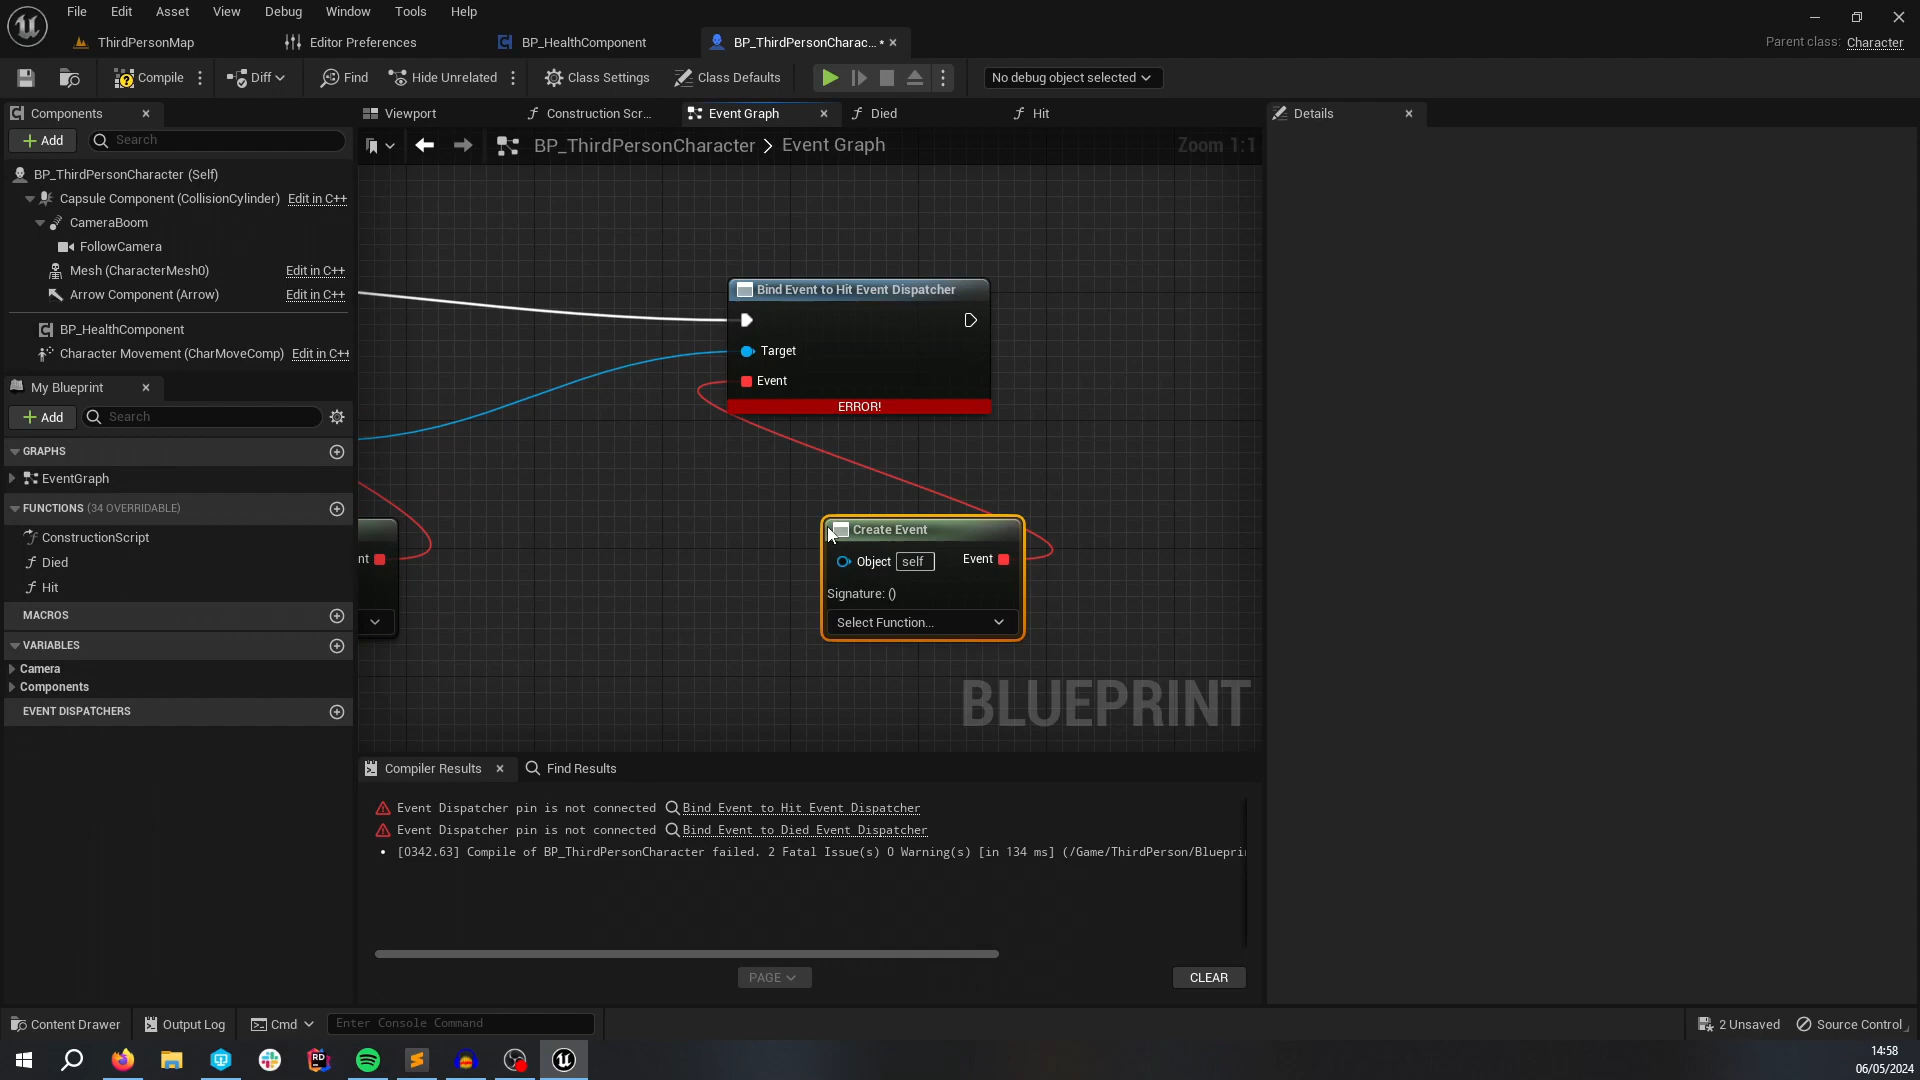 File Edit Asset View Debug Window Tools Help
ThirdPersonMap Editor Preferences BP_HealthComponent BP_ThirdPersonCharac... • Parent class: Character
Compile Diff Find Hide Unrelated Class Settings Class Defaults No debug object selected
Components Viewport Construction Scr... Event Graph Died Hit Details
Add Search
BP_ThirdPersonCharacter > Event Graph Zoom 1:1
BP_ThirdPersonCharacter (Self)
Capsule Component (CollisionCylinder) Edit in C++
CameraBoom
FollowCamera
Mesh (CharacterMesh0) Edit in C++
Arrow Component (Arrow) Edit in C++
BP_HealthComponent
Character Movement (CharMoveComp) Edit in C++
My Blueprint
Add Search
GRAPHS
EventGraph
FUNCTIONS (34 OVERRIDABLE)
ConstructionScript
Died
Hit
MACROS
VARIABLES
Camera
Components
EVENT DISPATCHERS
Bind Event to Hit Event Dispatcher
Target
Event
ERROR!
nt
Create Event
Object self Event
Signature: ()
Select Function...
BLUEPRINT
Compiler Results Find Results
Event Dispatcher pin is not connected Bind Event to Hit Event Dispatcher
Event Dispatcher pin is not connected Bind Event to Died Event Dispatcher
• [0342.63] Compile of BP_ThirdPersonCharacter failed. 2 Fatal Issue(s) 0 Warning(s) [in 134 ms] (/Game/ThirdPerson/Blueprin
PAGE CLEAR
Content Drawer Output Log Cmd Enter Console Command 2 Unsaved Source Control
RD
14:58
06/05/2024